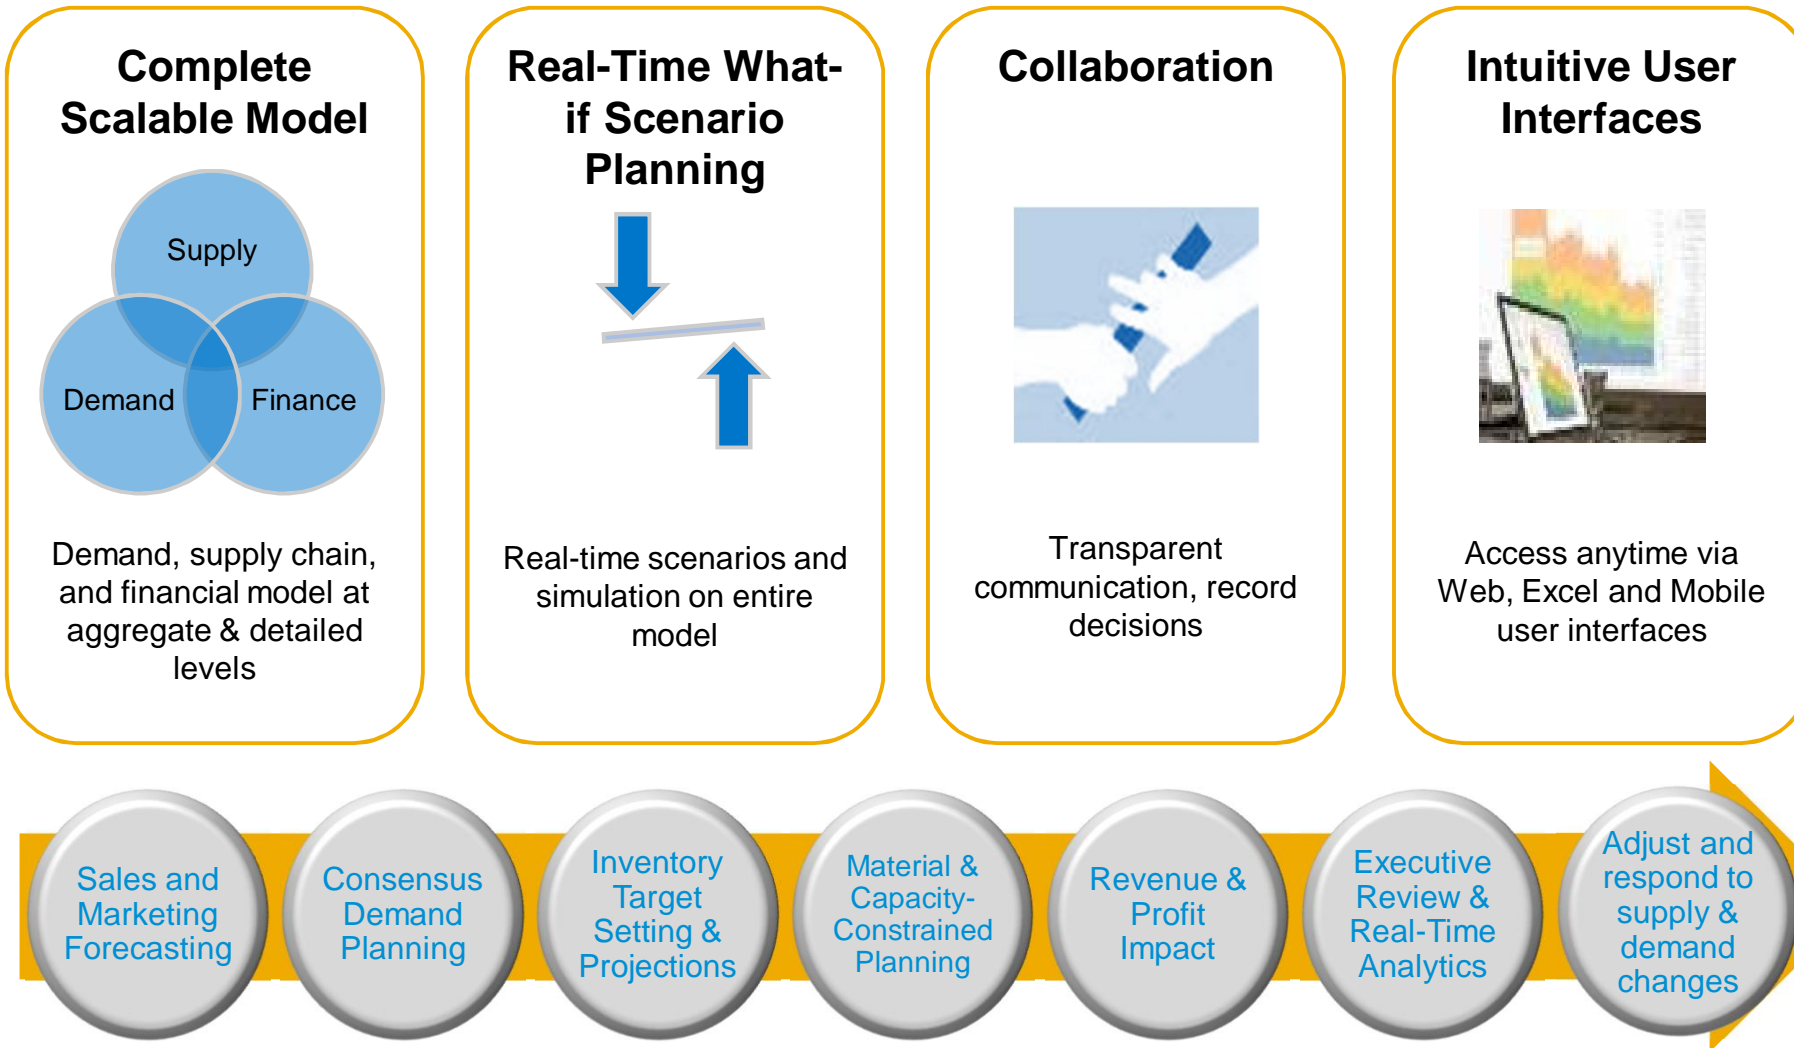 Complete
Scalable Model
Supply
Demand
Finance
Demand, supply chain,
and financial model at
aggregate & detailed
levels
Real-Time What-
if Scenario
Planning
Real-time scenarios and
simulation on entire
model
Collaboration
Transparent
communication, record
decisions
Intuitive User
Interfaces
Access anytime via
Web, Excel and Mobile
user interfaces
Sales and
Marketing
Forecasting
Consensus
Demand
Planning
Inventory
Target
Setting &
Projections
Material &
Capacity-
Constrained
Planning
Revenue &
Profit
Impact
Executive
Review &
Real-Time
Analytics
Adjust and
respond to
supply &
demand
changes